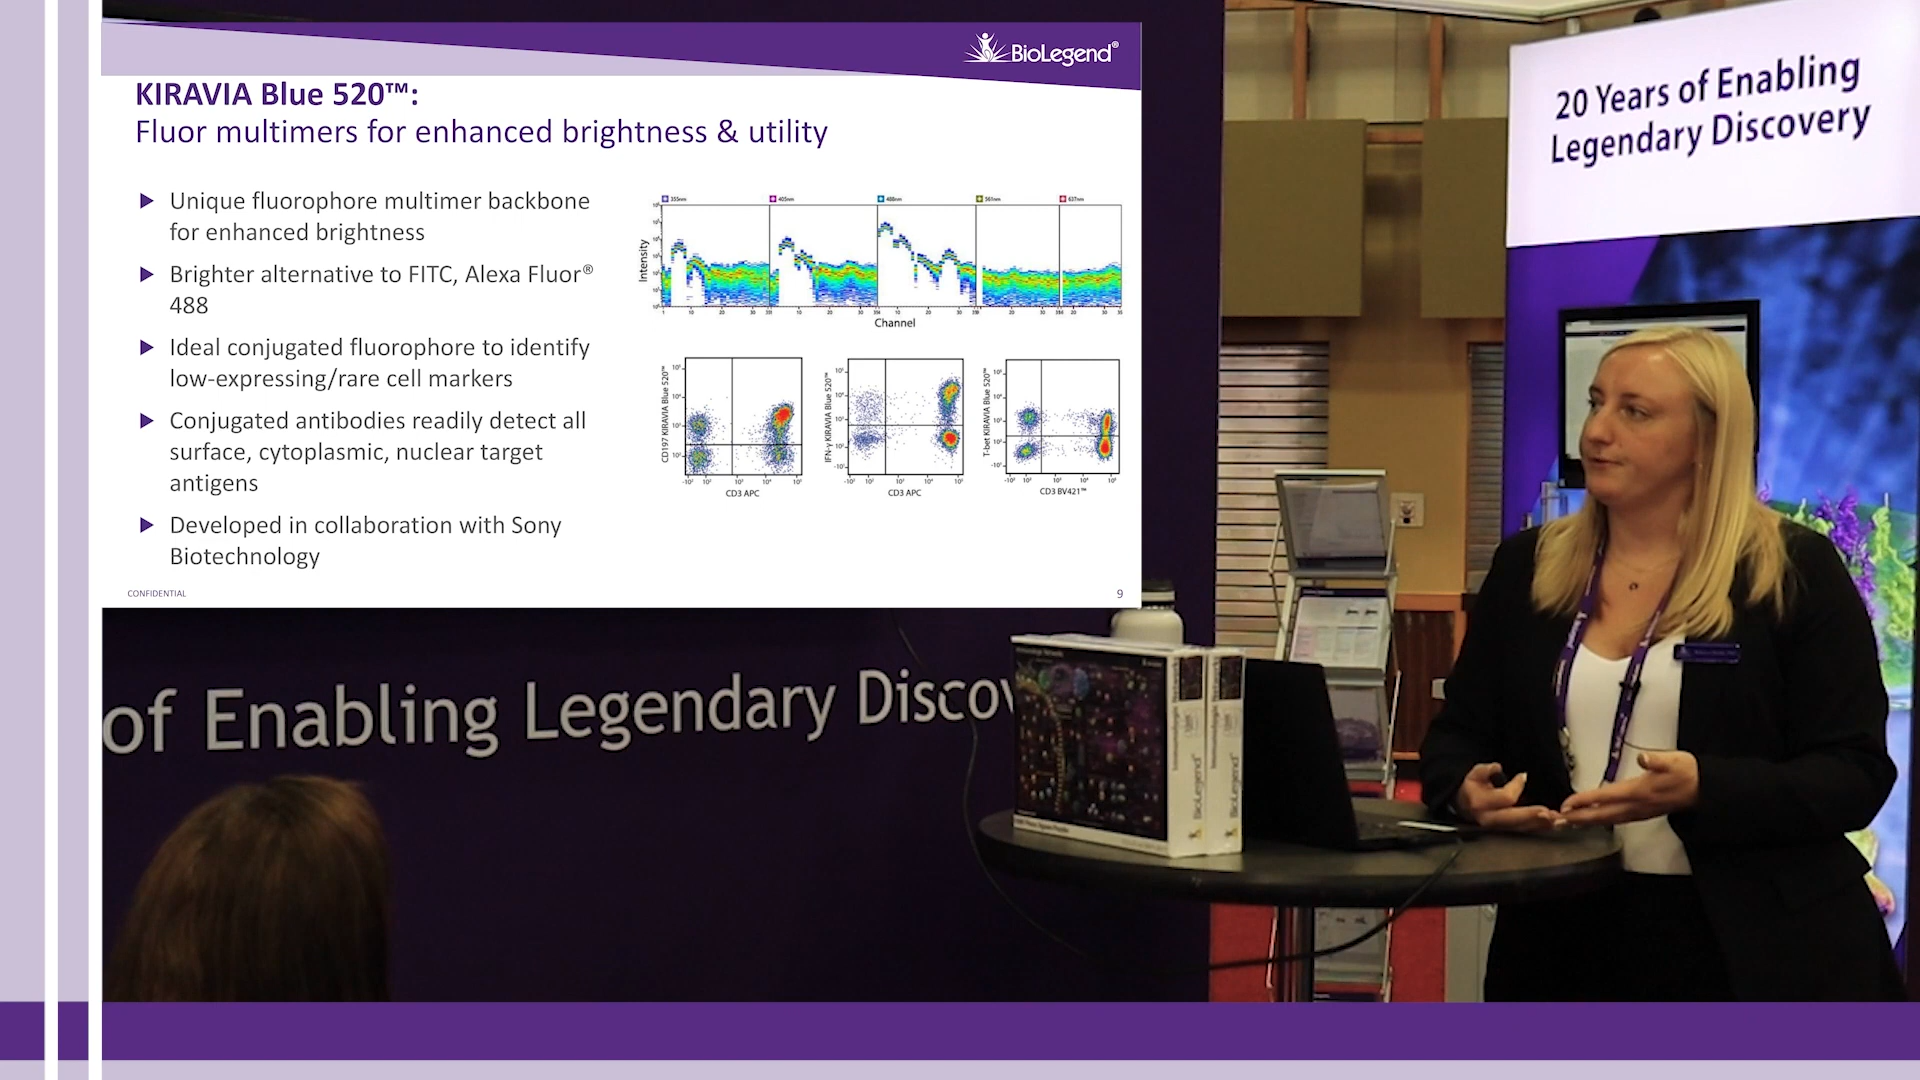 BioLegend®
KIRAVIA Blue 520™:
Fluor multimers for enhanced brightness & utility
Unique fluorophore multimer backbone
for enhanced brightness
Brighter alternative to FITC, Alexa Fluor®
488
Ideal conjugated fluorophore to identify
low-expressing/rare cell markers
Conjugated antibodies readily detect all
surface, cytoplasmic, nuclear target
antigens
Developed in collaboration with Sony
Biotechnology
355nm
405nm
488nm
561nm
637nm
Intensity
Channel
CD197 KIRAVIA Blue 520™
CD3 APC
IFN-γ KIRAVIA Blue 520™
CD3 APC
T-bet KIRAVIA Blue 520™
CD3 BV421™
CONFIDENTIAL
9
20 Years of Enabling
Legendary Discovery
of Enabling Legendary Discov
BioLegend®
BioLegend®